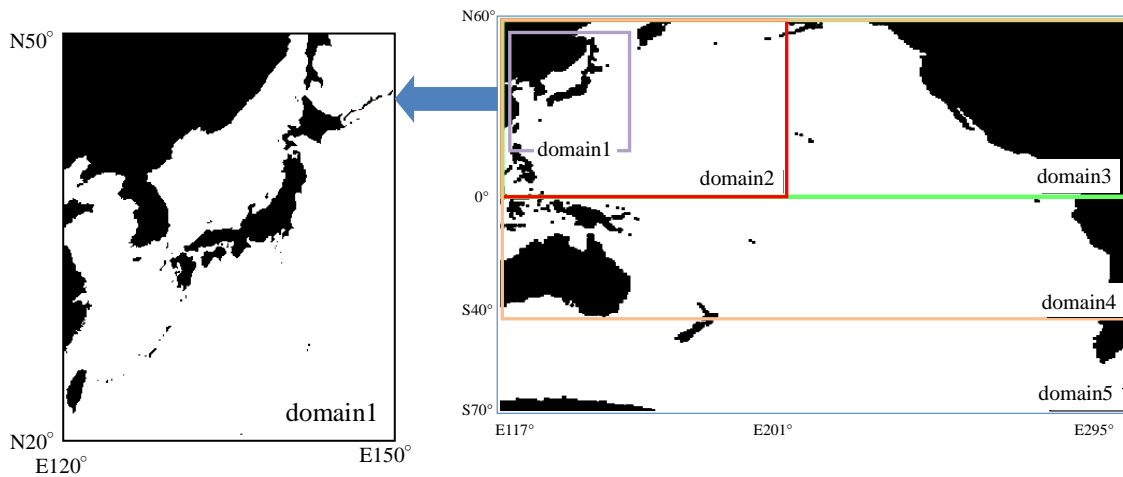 N50°
domain1
N20°
E120°
E150°
N60°
domain1
domain2
domain3
0°
domain4
S40°
domain5
S70°
E117°
E201°
E295°